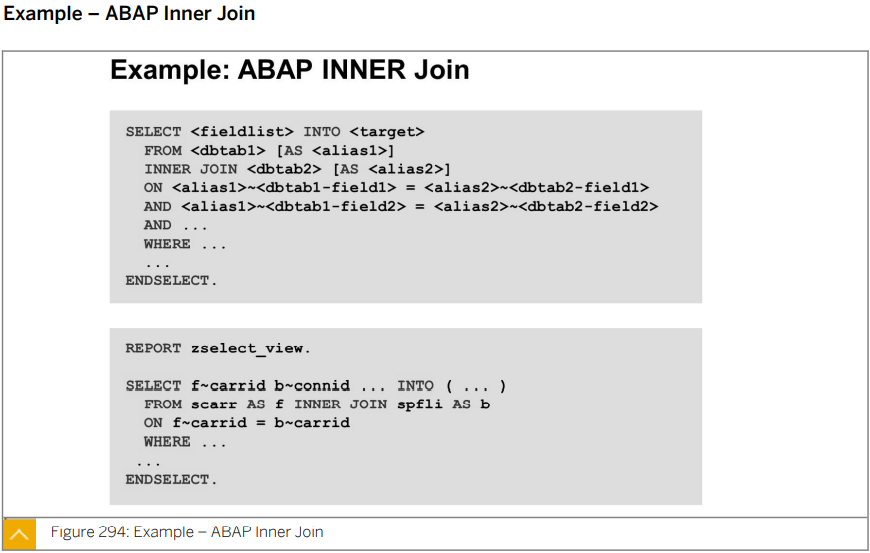 Example – ABAP Inner Join
Example: ABAP INNER Join
SELECT <fieldlist> INTO <target>
FROM <dbtab1> [AS <alias1>]
INNER JOIN <dbtab2> [AS <alias2>]
ON <alias1>~<dbtab1-field1> = <alias2>~<dbtab2-field1>
AND <alias1>~<dbtab1-field2> = <alias2>~<dbtab2-field2>
AND ...
WHERE ...
...
ENDSELECT.
REPORT zselect_view.
SELECT f~carrid b~connid ... INTO ( ... )
FROM scarr AS f INNER JOIN spfli AS b
ON f~carrid = b~carrid
WHERE ...
...
ENDSELECT.
Figure 294: Example – ABAP Inner Join